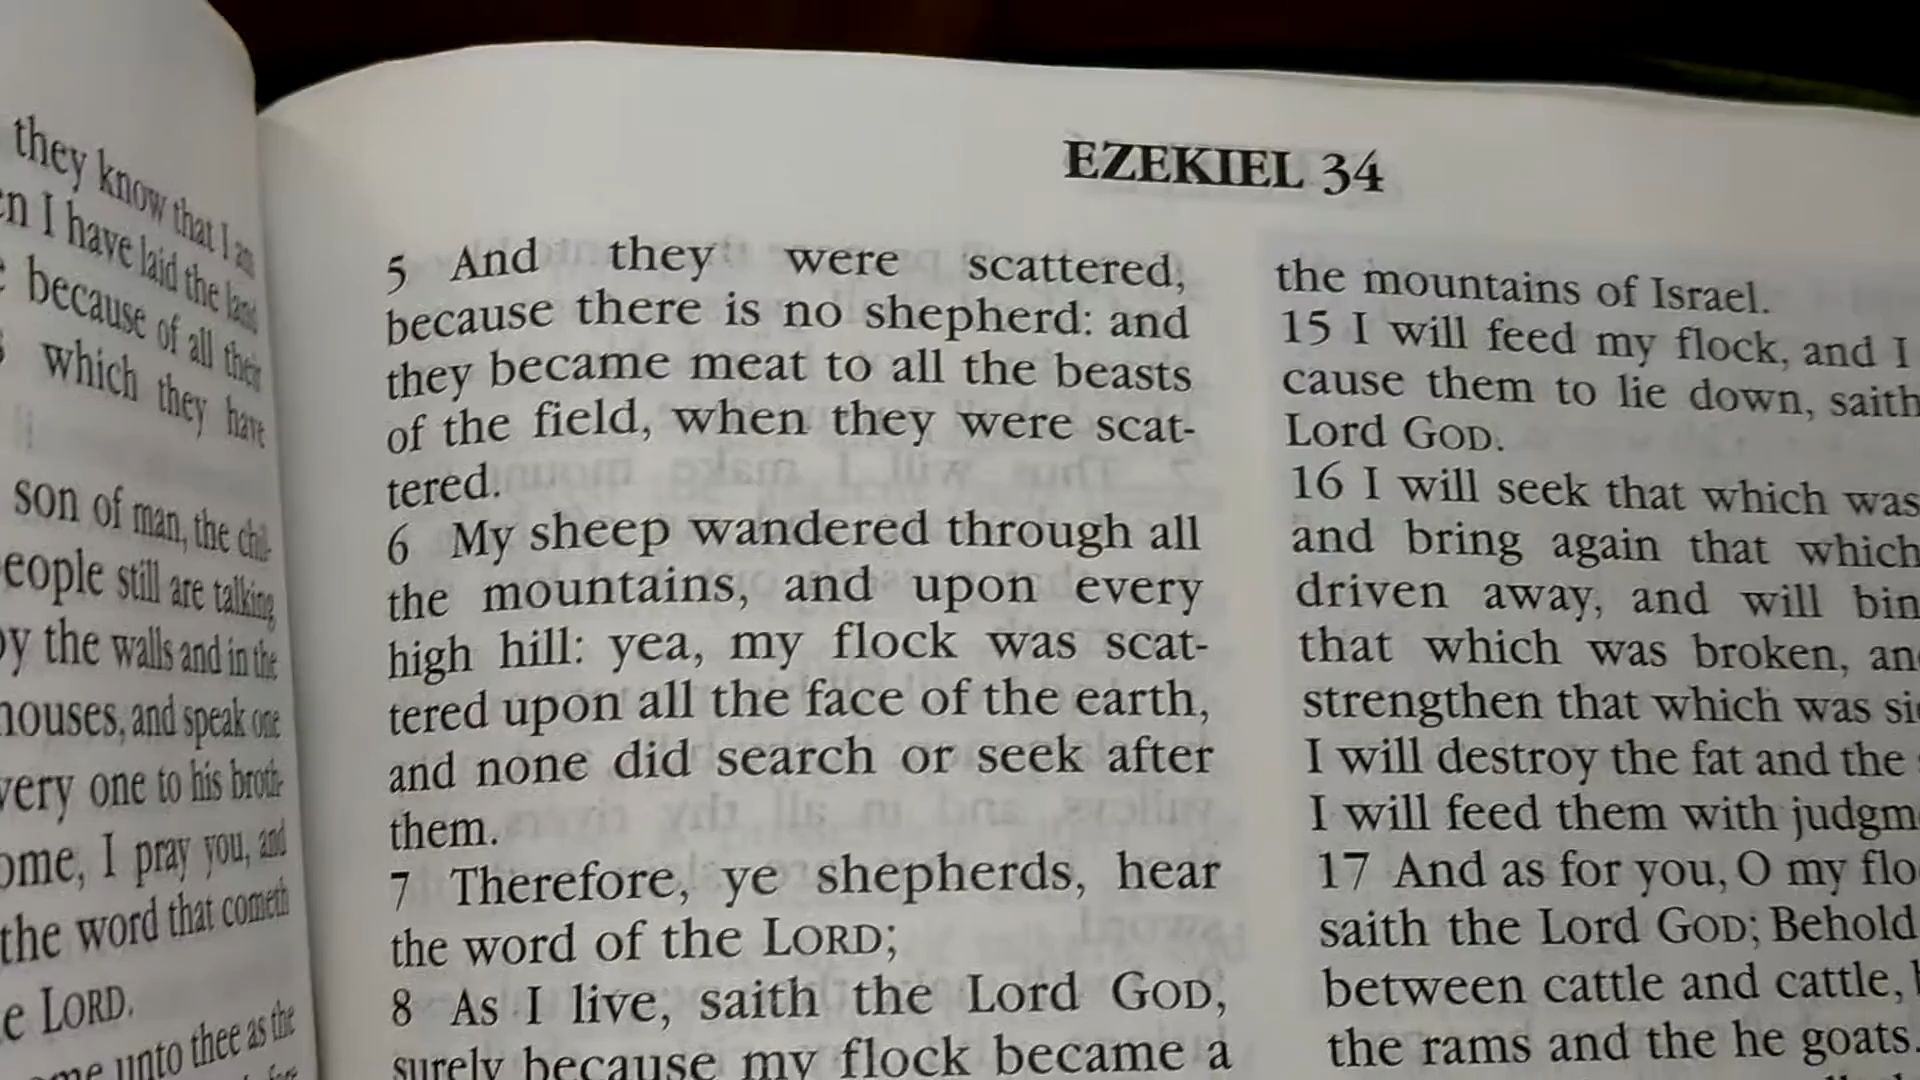 they know that I am
I have laid the land
because of all their
which they have
son of man, the chil-
people still are talking
by the walls and in the
houses, and speak one
every one to his broth-
come, I pray you, and
the word that cometh
LORD.
unto thee as the
EZEKIEL 34
5 And they were scattered,
because there is no shepherd: and
they became meat to all the beasts
of the field, when they were scat-
tered.
6 My sheep wandered through all
the mountains, and upon every
high hill: yea, my flock was scat-
tered upon all the face of the earth,
and none did search or seek after
them.
7 Therefore, ye shepherds, hear
the word of the LORD;
8 As I live, saith the Lord GOD,
surely because my flock became a
the mountains of Israel.
15 I will feed my flock, and I
cause them to lie down, saith
Lord GOD.
16 I will seek that which was
and bring again that which
driven away, and will bin
that which was broken, an
strengthen that which was si
I will destroy the fat and the
I will feed them with judgm
17 And as for you, O my flo
saith the Lord GOD; Behold
between cattle and cattle,
the rams and the he goats.